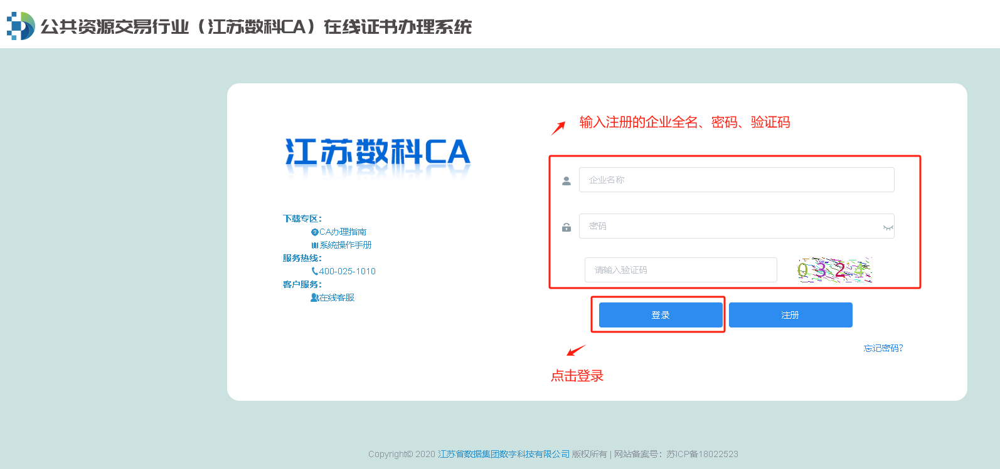 公共资源交易行业（江苏数科CA）在线证书办理系统
输入注册的企业全名、密码、验证码
江苏数科CA
企业名称
密码
请输入验证码
0324
登录
注册
忘记密码?
点击登录
下载专区：
CA办理指南
系统操作手册
服务热线：
400-025-1010
客户服务：
在线客服
Copyright© 2020 江苏省数据集团数字科技有限公司 版权所有 | 网站备案号：苏ICP备18022523